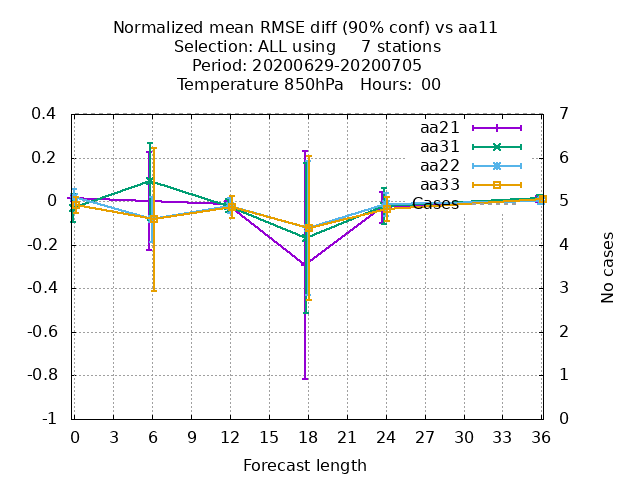 Normalized mean RMSE diff (90% conf) vs aa11
Selection: ALL using     7 stations
Period: 20200629-20200705
Temperature 850hPa   Hours:  00
0.4
0.2
0
-0.2
-0.4
-0.6
-0.8
-1
7
6
5
4
3
2
1
0
aa21
aa31
aa22
aa33
Cases
No cases
0 3 6 9 12 15 18 21 24 27 30 33 36
Forecast length